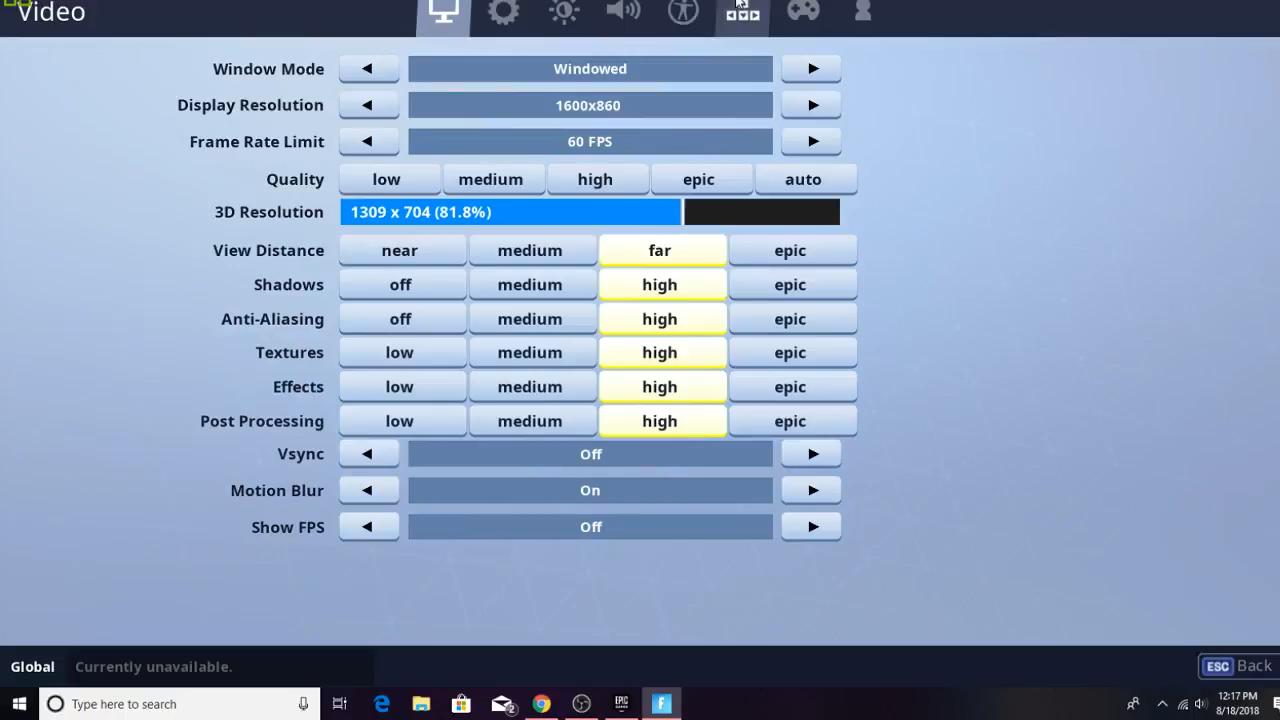 Video
Window Mode Windowed
Display Resolution 1600x860
Frame Rate Limit 60 FPS
Quality low medium high epic auto
3D Resolution 1309 x 704 (81.8%)
View Distance near medium far epic
Shadows off medium high epic
Anti-Aliasing off medium high epic
Textures low medium high epic
Effects low medium high epic
Post Processing low medium high epic
Vsync Off
Motion Blur On
Show FPS Off
Global Currently unavailable. ESC Back
Type here to search 2 EPIC GAMES F 12:17 PM
8/18/2018